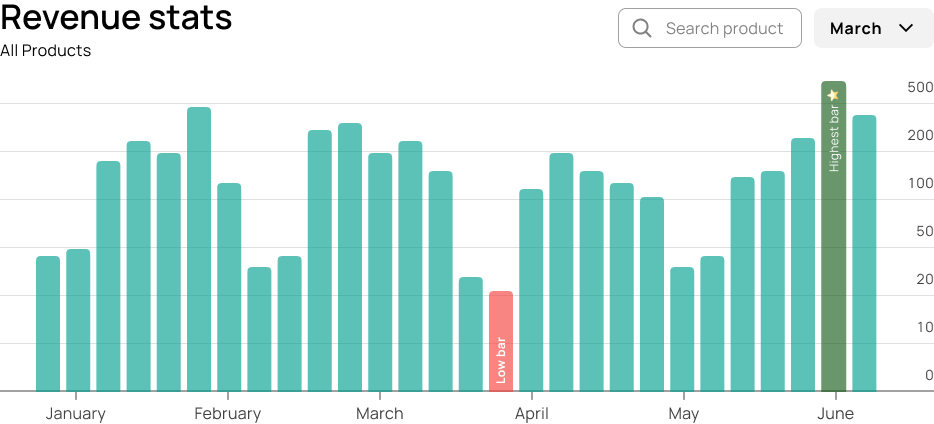 Revenue stats
All Products
Search product
March
500
200
100
50
20
10
0
Highest bar
Low bar
January
February
March
April
May
June